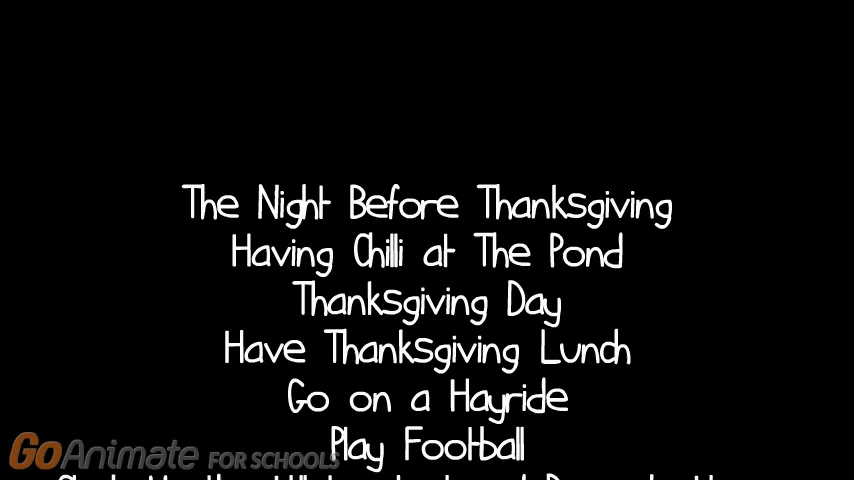 The Night Before Thanksgiving
Having Chilli at The Pond
Thanksgiving Day
Have Thanksgiving Lunch
Go on a Hayride
Play Football
GoAnimate FOR SCHOOLS